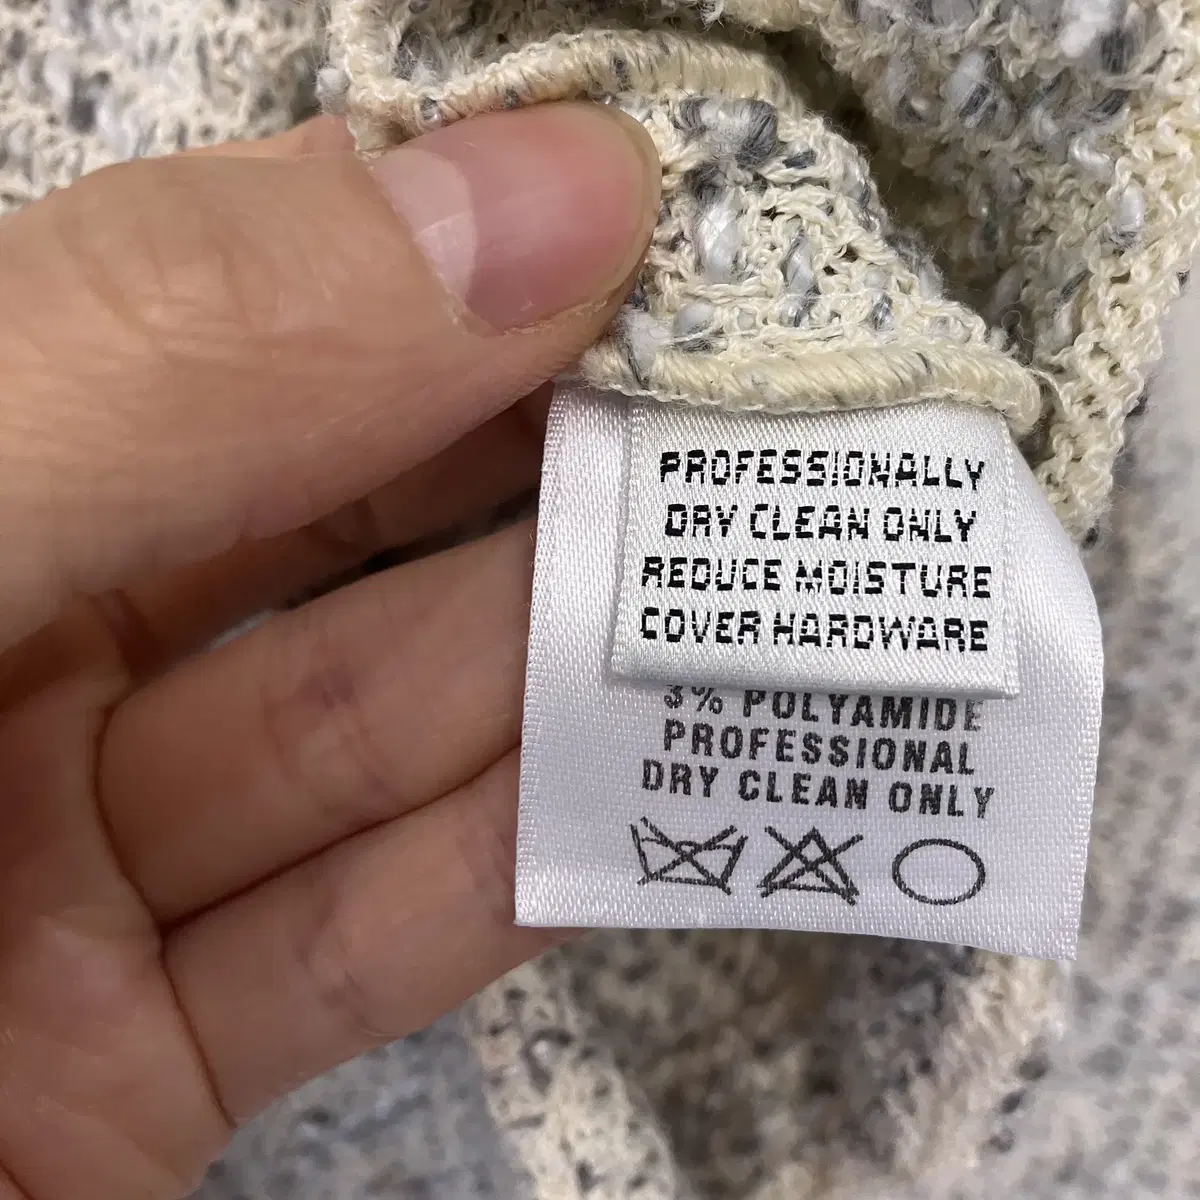 PROFESSIONALLY
DRY CLEAN ONLY
REDUCE MOISTURE
COVER HARDWARE
3% POLYAMIDE
PROFESSIONAL
DRY CLEAN ONLY